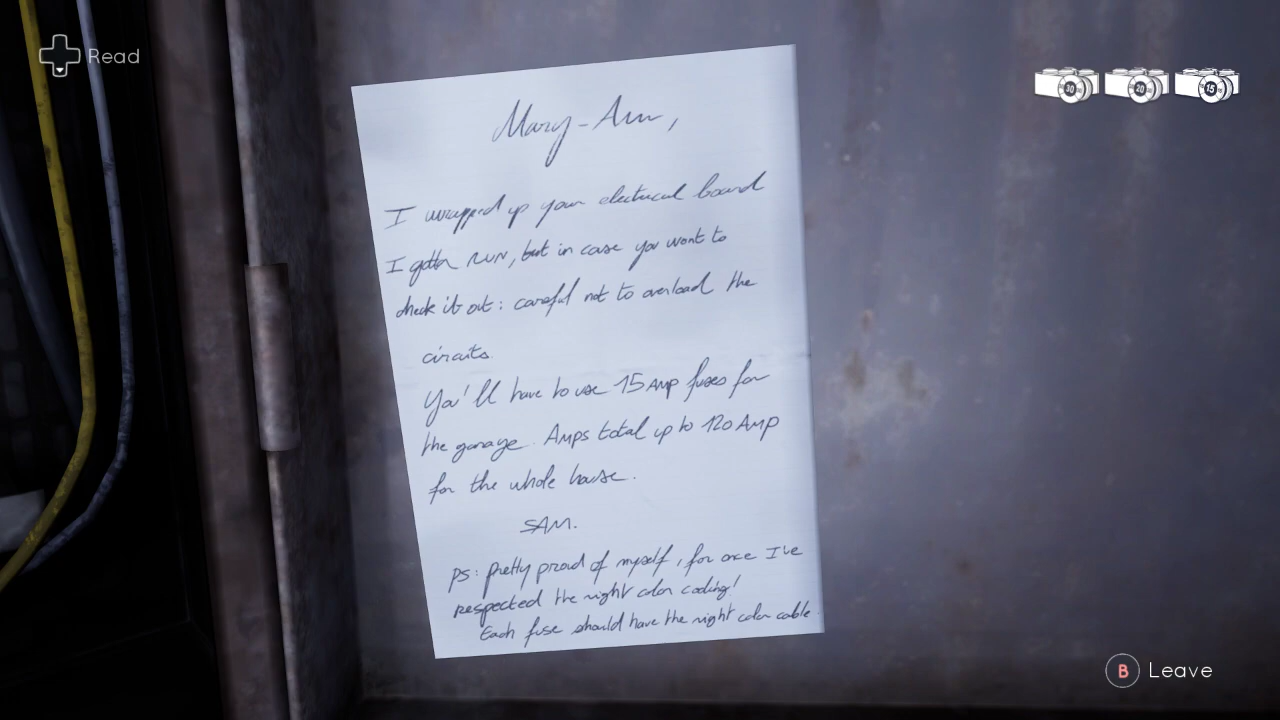 Read
30 20 15
Mary-Ann,
I wrapped up your electrical board
I gotta RUN, but in case you want to
check it out: careful not to overload the
circuits.
You'll have to use 15 AMP fuses for
the garage. Amps total up to 120 AMP
for the whole house.
SAM.
PS: pretty proud of myself, for once I've
respected the right color coding!
Each fuse should have the right color cable.
B Leave